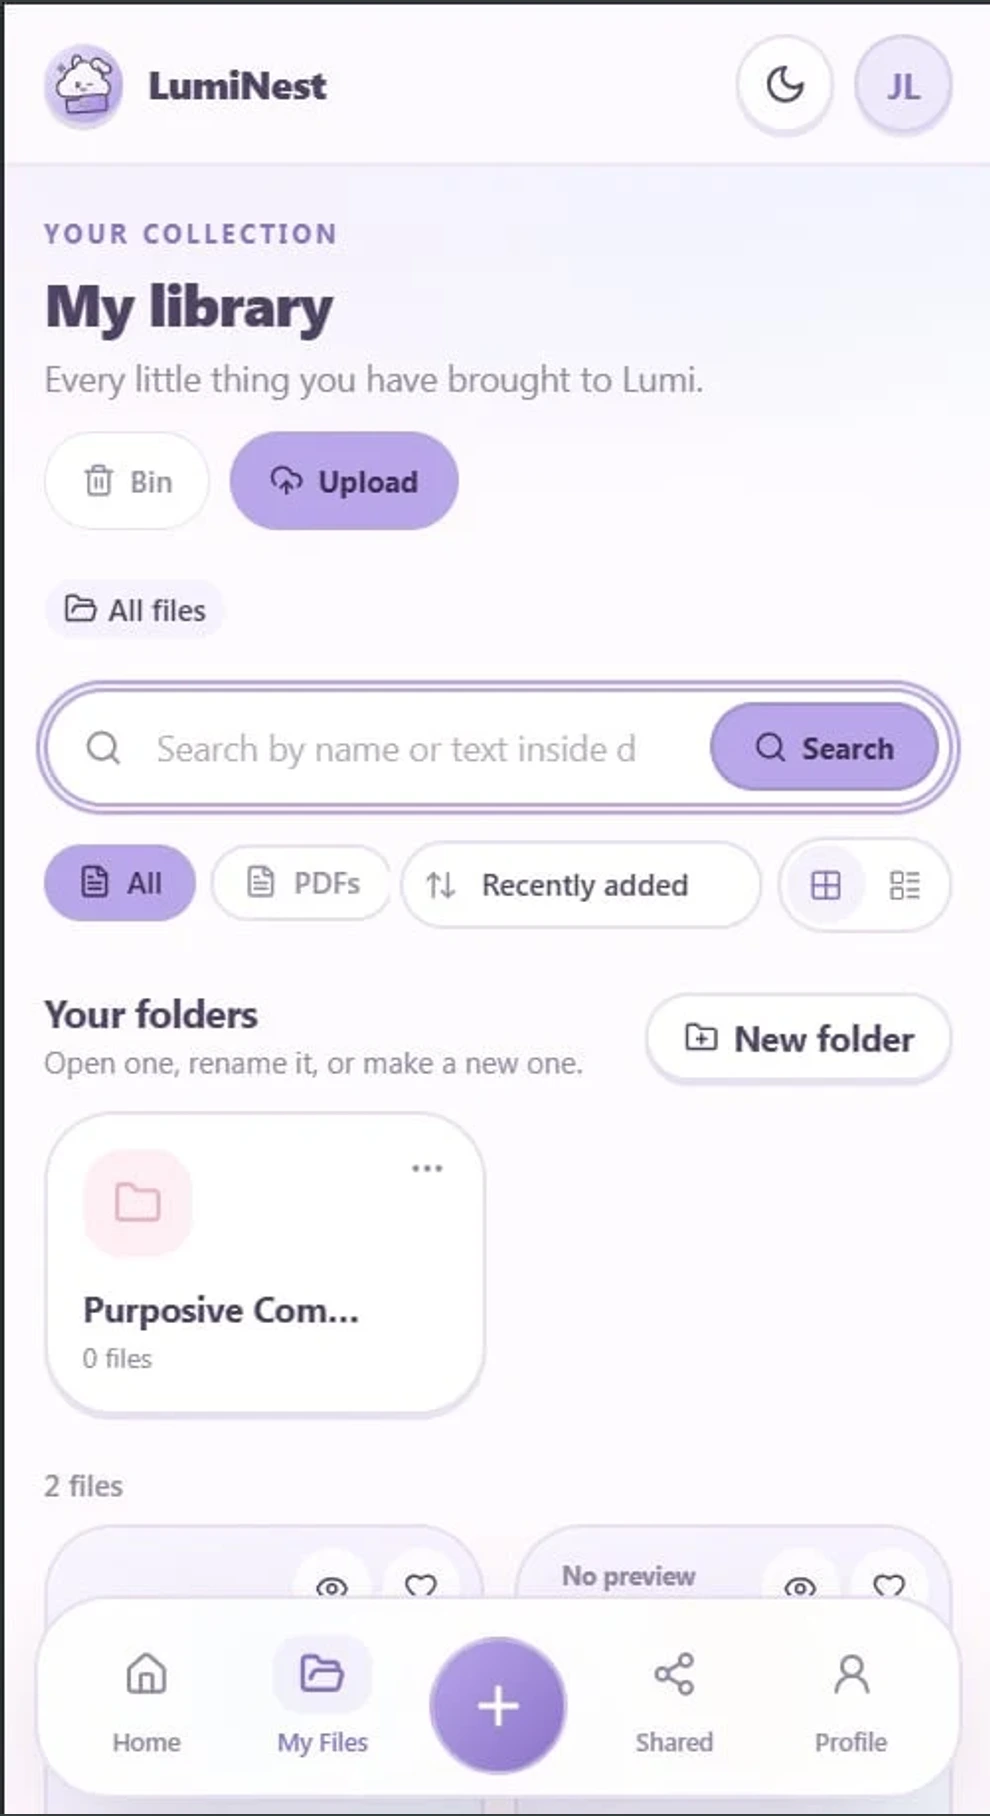 LumiNest
JL
YOUR COLLECTION
My library
Every little thing you have brought to Lumi.
Bin
Upload
All files
Search by name or text inside d
Search
All
PDFs
Recently added
Your folders
Open one, rename it, or make a new one.
New folder
Purposive Com...
0 files
2 files
No preview
Home
My Files
Shared
Profile